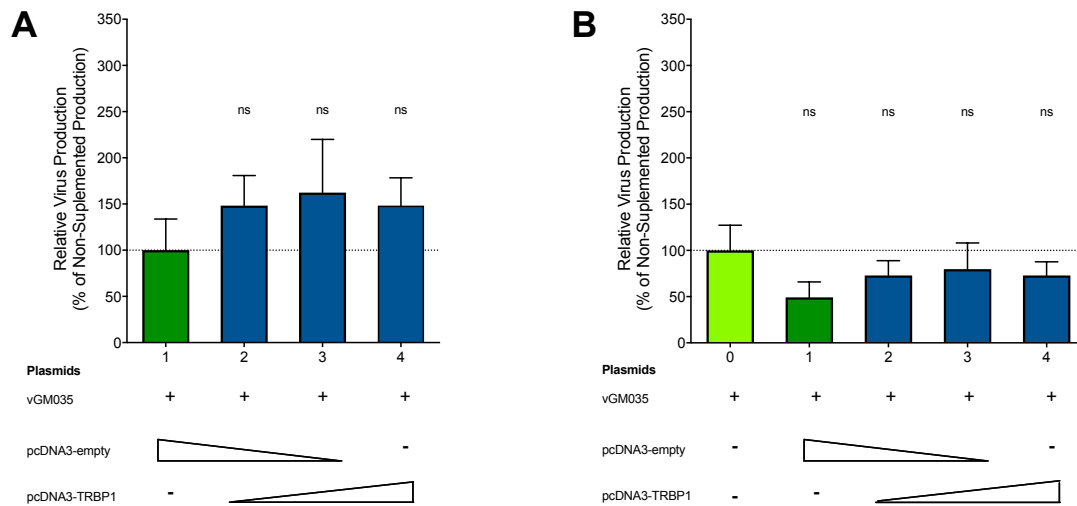 A
Relative Virus Production
(% of Non-Suplemented Production)
350
300
250
200
150
100
50
0
ns ns ns
1 2 3 4
Plasmids
vGM035 + + + +
pcDNA3-empty -
pcDNA3-TRBP1 -
B
Relative Virus Production
(% of Non-Suplemented Production)
350
300
250
200
150
100
50
0
ns ns ns ns
0 1 2 3 4
Plasmids
vGM035 + + + + +
pcDNA3-empty - -
pcDNA3-TRBP1 - -